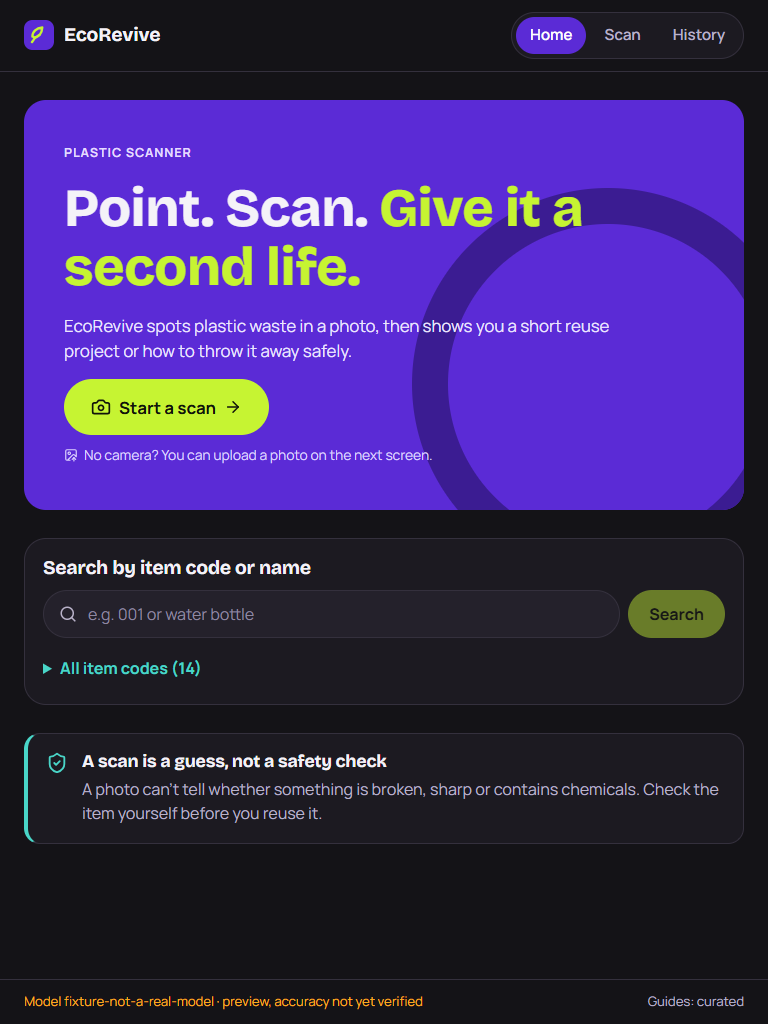 EcoRevive
Home
Scan
History
PLASTIC SCANNER
Point. Scan. Give it a
second life.
EcoRevive spots plastic waste in a photo, then shows you a short reuse
project or how to throw it away safely.
Start a scan
No camera? You can upload a photo on the next screen.
Search by item code or name
e.g. 001 or water bottle
Search
All item codes (14)
A scan is a guess, not a safety check
A photo can't tell whether something is broken, sharp or contains chemicals. Check the
item yourself before you reuse it.
Model fixture-not-a-real-model · preview, accuracy not yet verified
Guides: curated